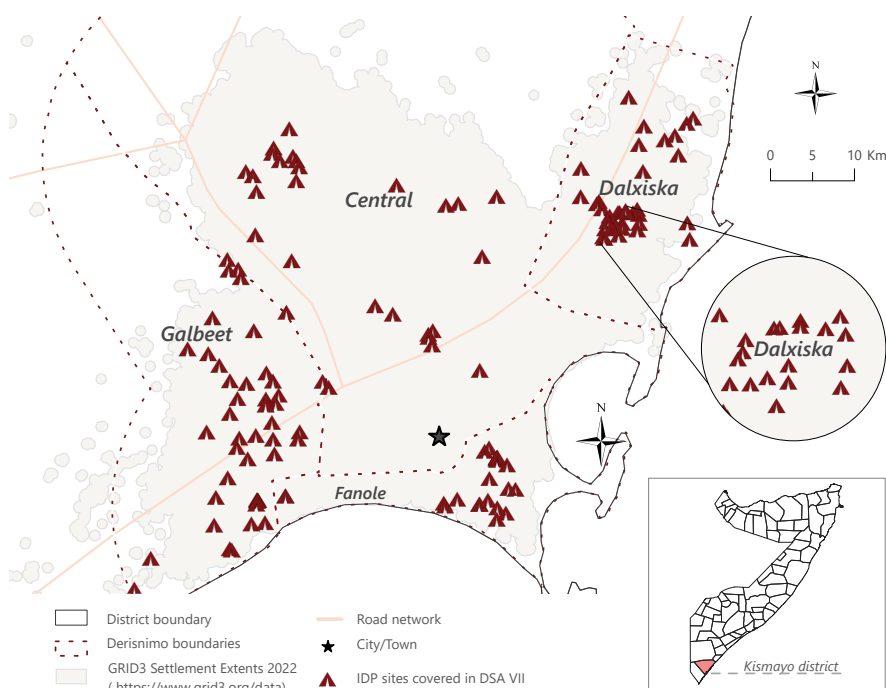 N
0 5 10 Km
Dalxiska
Central
Galbeet
Dalxiska
N
Fanole
District boundary
Derisnimo boundaries
GRID3 Settlement Extents 2022
( https://www.grid3.org/data)
Road network
City/Town
IDP sites covered in DSA VII
Kismayo district